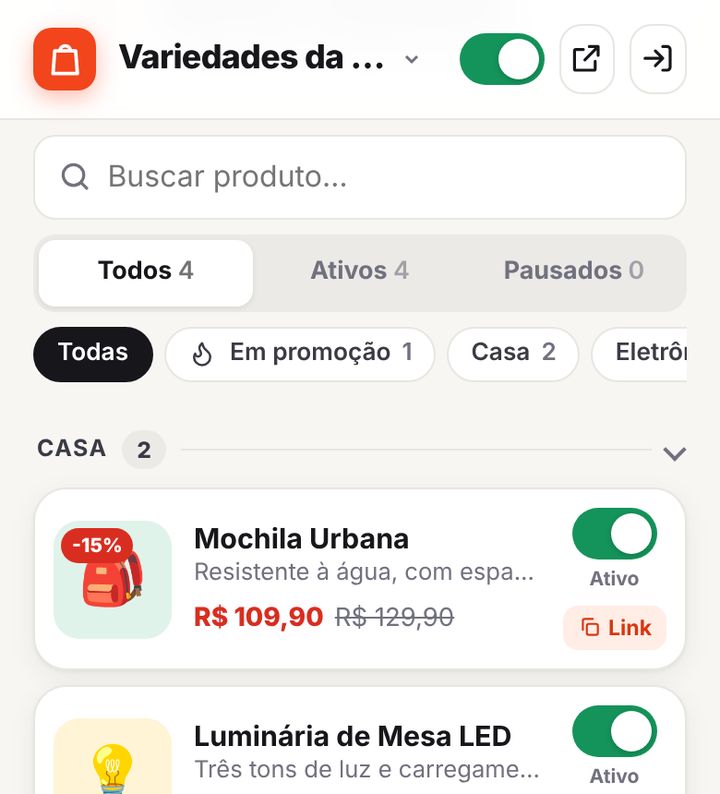 Variedades da ...
Buscar produto...
Todos 4 Ativos 4 Pausados 0
Todas Em promoção 1 Casa 2 Eletrôn
CASA 2
-15%
Mochila Urbana
Resistente à água, com espa...
R$ 109,90 R$ 129,90
Ativo
Link
Luminária de Mesa LED
Três tons de luz e carregame...
Ativo